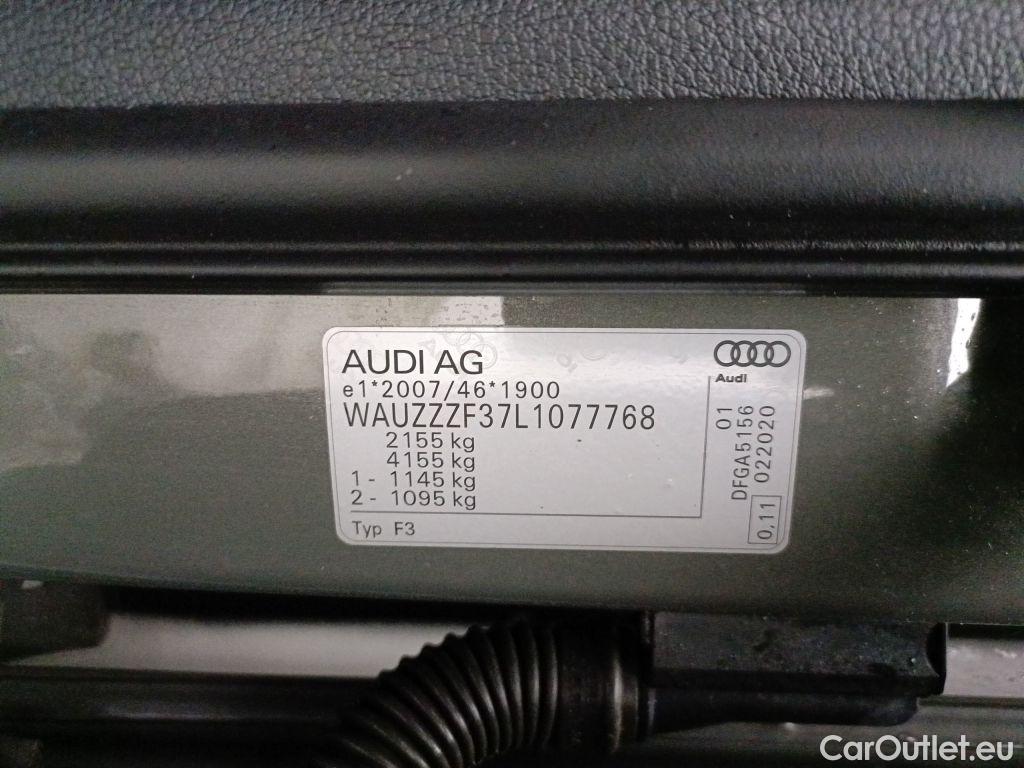 AUDI AG
e1*2007/46*1900
WAUZZZF37L1077768
2155 kg
4155 kg
1 - 1145 kg
2 - 1095 kg
Typ F3
Audi
01
DFGA5156
022020
0.11
CarOutlet.eu